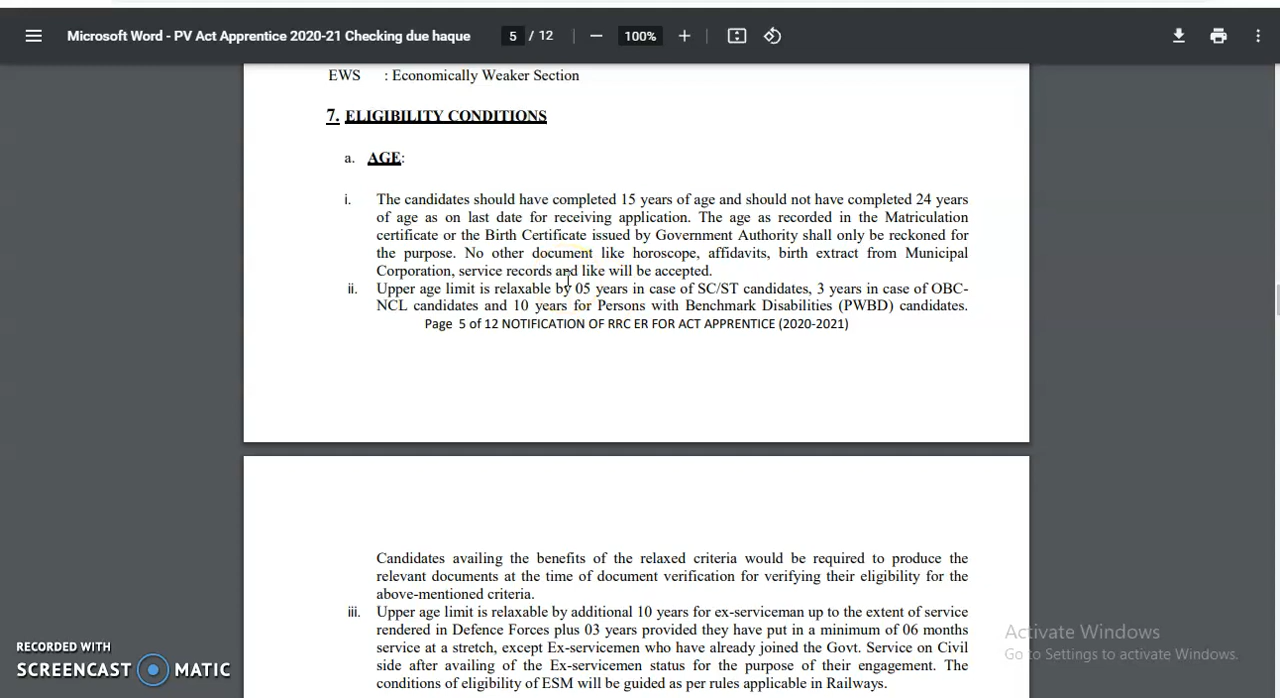 Microsoft Word - PV Act Apprentice 2020-21 Checking due haque
5 / 12
100%
EWS : Economically Weaker Section
7. ELIGIBILITY CONDITIONS
a. AGE:
i. The candidates should have completed 15 years of age and should not have completed 24 years
of age as on last date for receiving application. The age as recorded in the Matriculation
certificate or the Birth Certificate issued by Government Authority shall only be reckoned for
the purpose. No other document like horoscope, affidavits, birth extract from Municipal
Corporation, service records and like will be accepted.
ii. Upper age limit is relaxable by 05 years in case of SC/ST candidates, 3 years in case of OBC-
NCL candidates and 10 years for Persons with Benchmark Disabilities (PWBD) candidates.
Page 5 of 12 NOTIFICATION OF RRC ER FOR ACT APPRENTICE (2020-2021)
Candidates availing the benefits of the relaxed criteria would be required to produce the
relevant documents at the time of document verification for verifying their eligibility for the
above-mentioned criteria.
iii. Upper age limit is relaxable by additional 10 years for ex-serviceman up to the extent of service
rendered in Defence Forces plus 03 years provided they have put in a minimum of 06 months
service at a stretch, except Ex-servicemen who have already joined the Govt. Service on Civil
side after availing of the Ex-servicemen status for the purpose of their engagement. The
conditions of eligibility of ESM will be guided as per rules applicable in Railways.
Activate Windows
Go to Settings to activate Windows.
RECORDED WITH
SCREENCAST MATIC